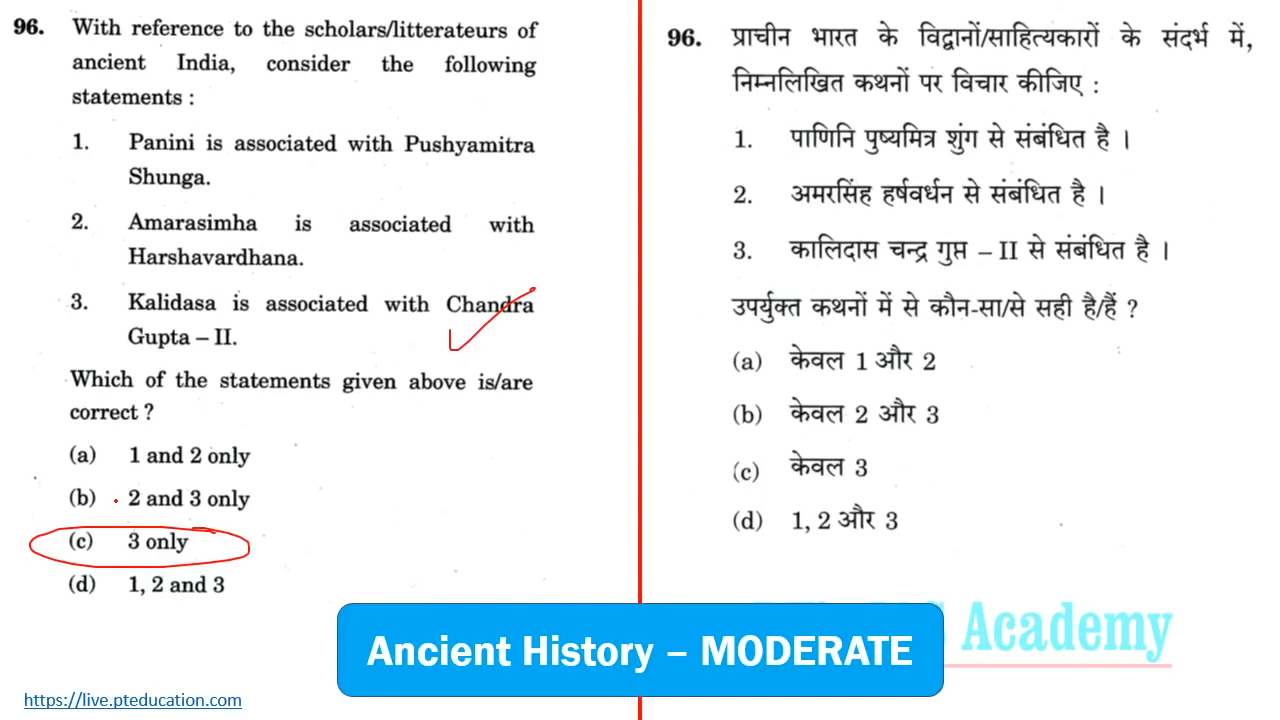 96. With reference to the scholars/litterateurs of
ancient India, consider the following
statements :
1. Panini is associated with Pushyamitra
Shunga.
2. Amarasimha is associated with
Harshavardhana.
3. Kalidasa is associated with Chandra
Gupta – II.
Which of the statements given above is/are
correct ?
(a) 1 and 2 only
(b) 2 and 3 only
(c) 3 only
(d) 1, 2 and 3
96. प्राचीन भारत के विद्वानों/साहित्यकारों के संदर्भ में,
निम्नलिखित कथनों पर विचार कीजिए :
1. पाणिनि पुष्यमित्र शुंग से संबंधित है ।
2. अमरसिंह हर्षवर्धन से संबंधित है ।
3. कालिदास चन्द्र गुप्त – II से संबंधित है ।
उपर्युक्त कथनों में से कौन-सा/से सही है/हैं ?
(a) केवल 1 और 2
(b) केवल 2 और 3
(c) केवल 3
(d) 1, 2 और 3
Academy
Ancient History – MODERATE
https://live.pteducation.com